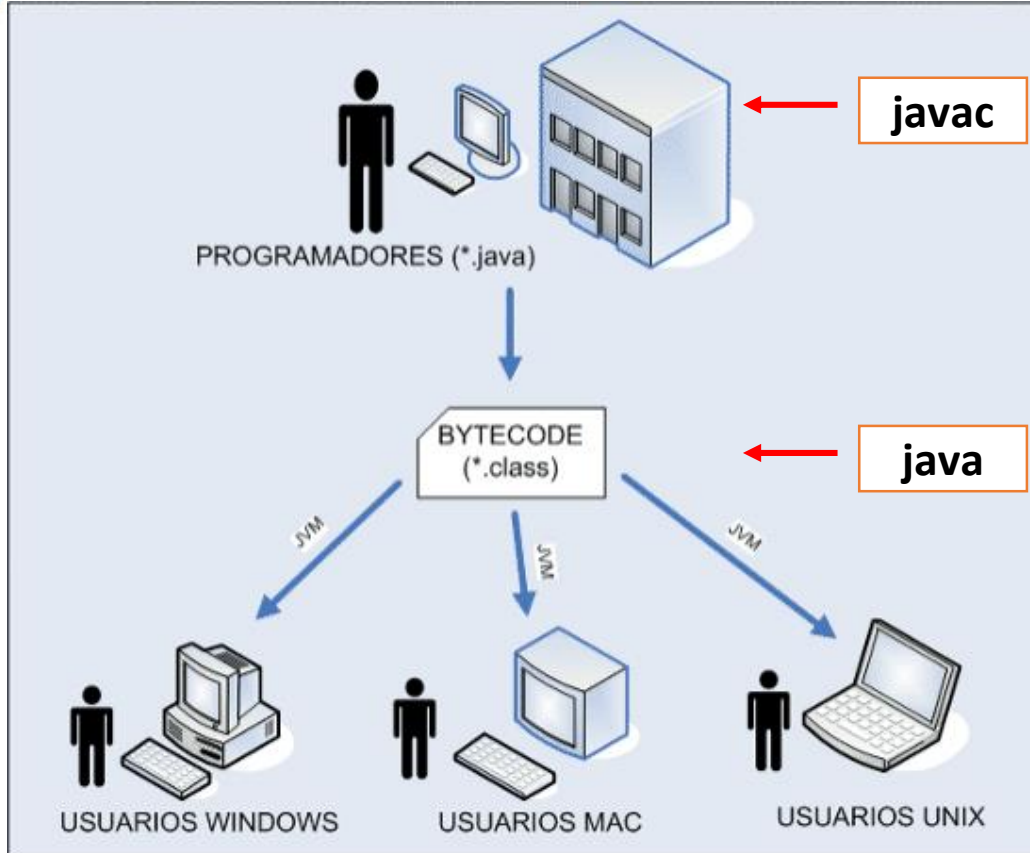 javac
PROGRAMADORES (*.java)
BYTECODE
(*.class)
java
JVM
JVM
JVM
USUARIOS WINDOWS
USUARIOS MAC
USUARIOS UNIX